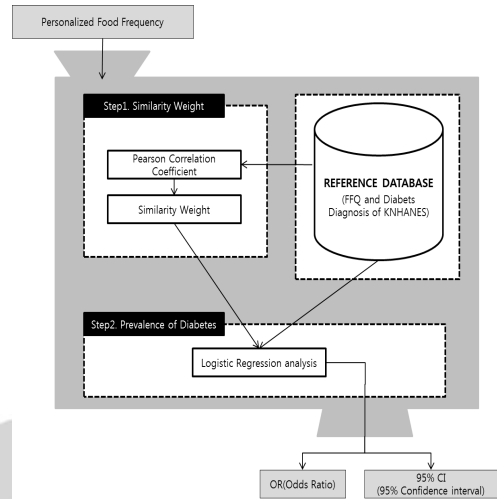 Personalized Food Frequency
Step1. Similarity Weight
Pearson Correlation
Coefficient
Similarity Weight
REFERENCE DATABASE
(FFQ and Diabets
Diagnosis of KNHANES)
Step2. Prevalence of Diabetes
Logistic Regression analysis
OR(Odds Ratio)
95% CI
(95% Confidence interval)